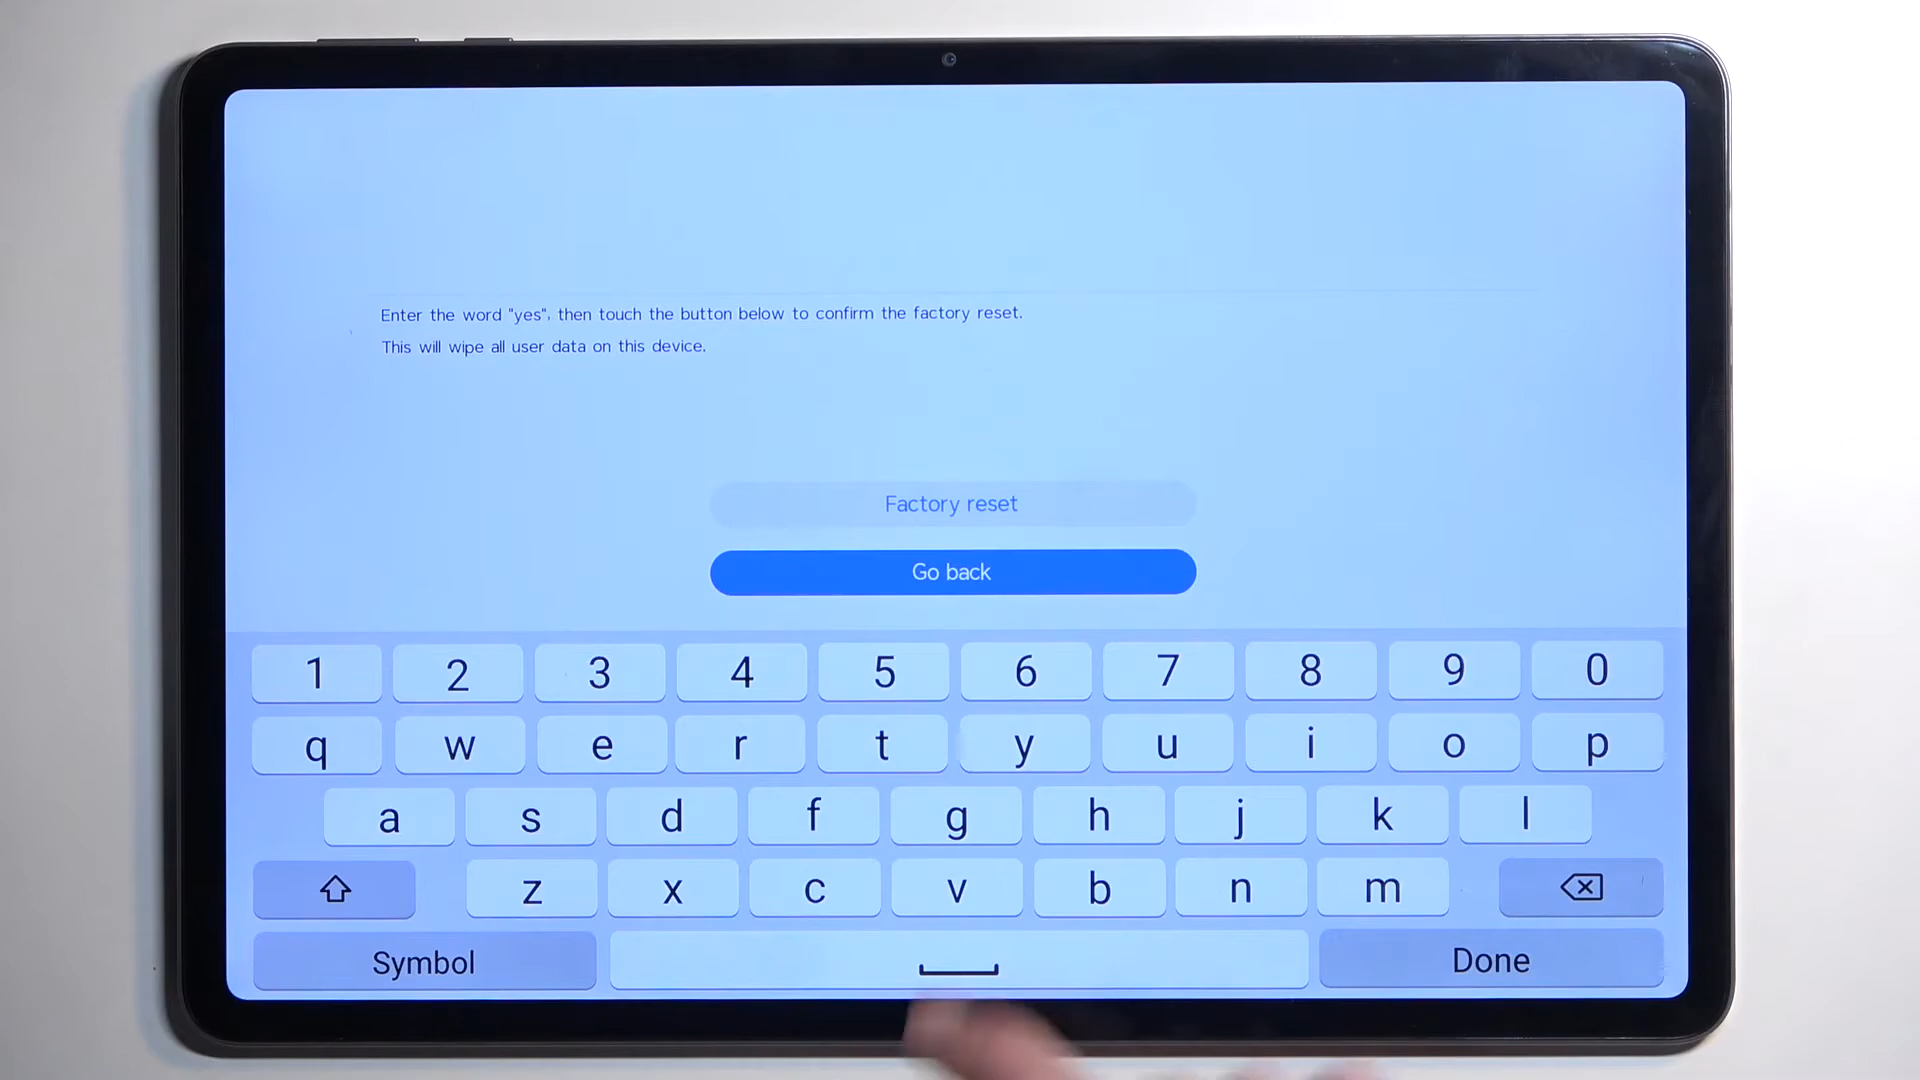 Enter the word "yes", then touch the button below to confirm the factory reset.
This will wipe all user data on this device.
Factory reset
Go back
1 2 3 4 5 6 7 8 9 0
q w e r t y u i o p
a s d f g h j k l
z x c v b n m
Symbol Done